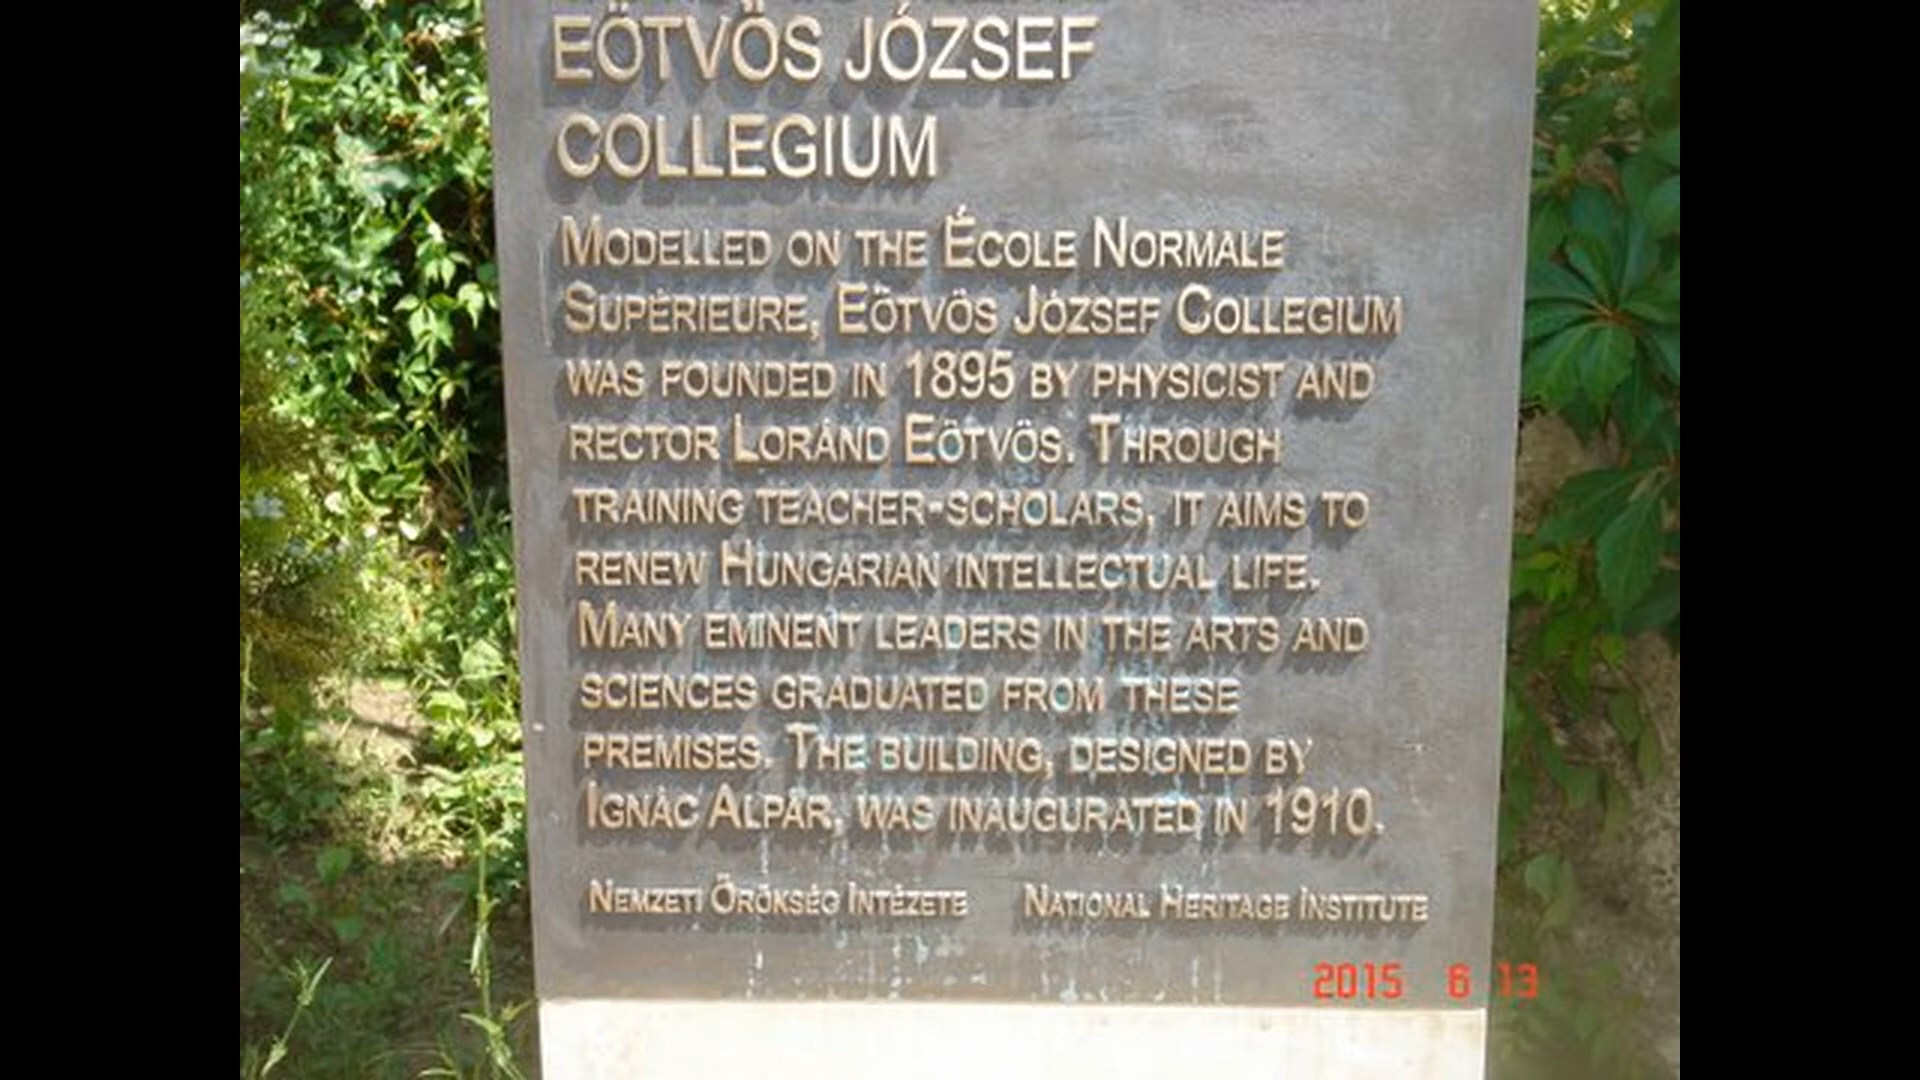 EÖTVÖS JÓZSEF
COLLEGIUM
MODELLED ON THE ÉCOLE NORMALE
SUPÉRIEURE, EÖTVÖS JÓZSEF COLLEGIUM
WAS FOUNDED IN 1895 BY PHYSICIST AND
RECTOR LORÁND EÖTVÖS. THROUGH
TRAINING TEACHER-SCHOLARS, IT AIMS TO
RENEW HUNGARIAN INTELLECTUAL LIFE.
MANY EMINENT LEADERS IN THE ARTS AND
SCIENCES GRADUATED FROM THESE
PREMISES. THE BUILDING, DESIGNED BY
IGNÁC ALPÁR, WAS INAUGURATED IN 1910.
NEMZETI ÖRÖKSÉG INTÉZETE NATIONAL HERITAGE INSTITUTE
2015 6 13